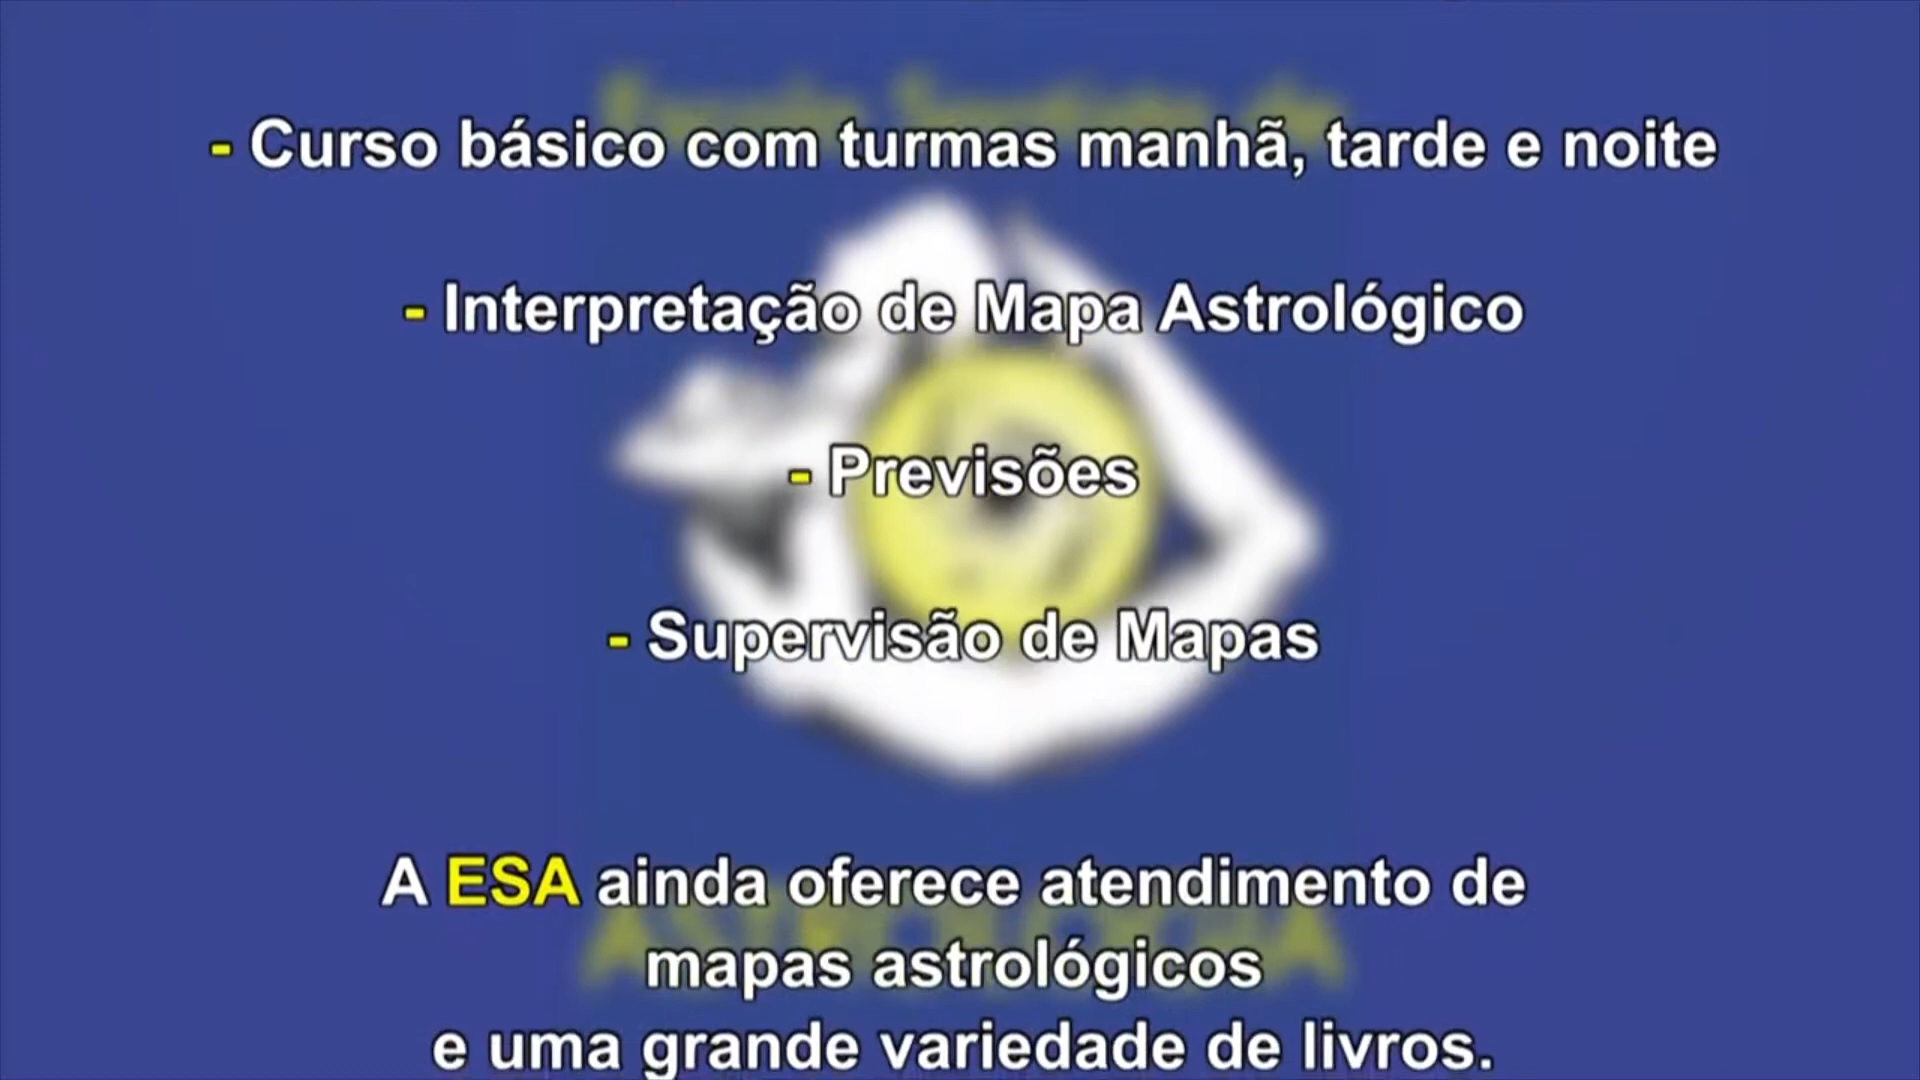 - Curso básico com turmas manhã, tarde e noite
- Interpretação de Mapa Astrológico
- Previsões
- Supervisão de Mapas
A ESA ainda oferece atendimento de
mapas astrológicos
e uma grande variedade de livros.
ASTROLOGIA